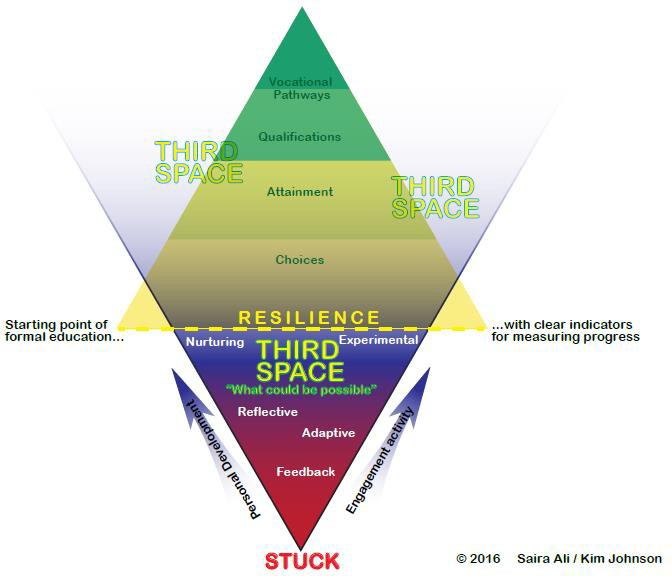 Vocational
Pathways
Qualifications
THIRD
SPACE
THIRD
SPACE
Attainment
Choices
RESILIENCE
Starting point of
formal education...
...with clear indicators
for measuring progress
Nurturing
Experimental
THIRD
SPACE
"What could be possible"
Reflective
Adaptive
Feedback
Personal Development
Engagement activity
STUCK
© 2016 Saira Ali / Kim Johnson